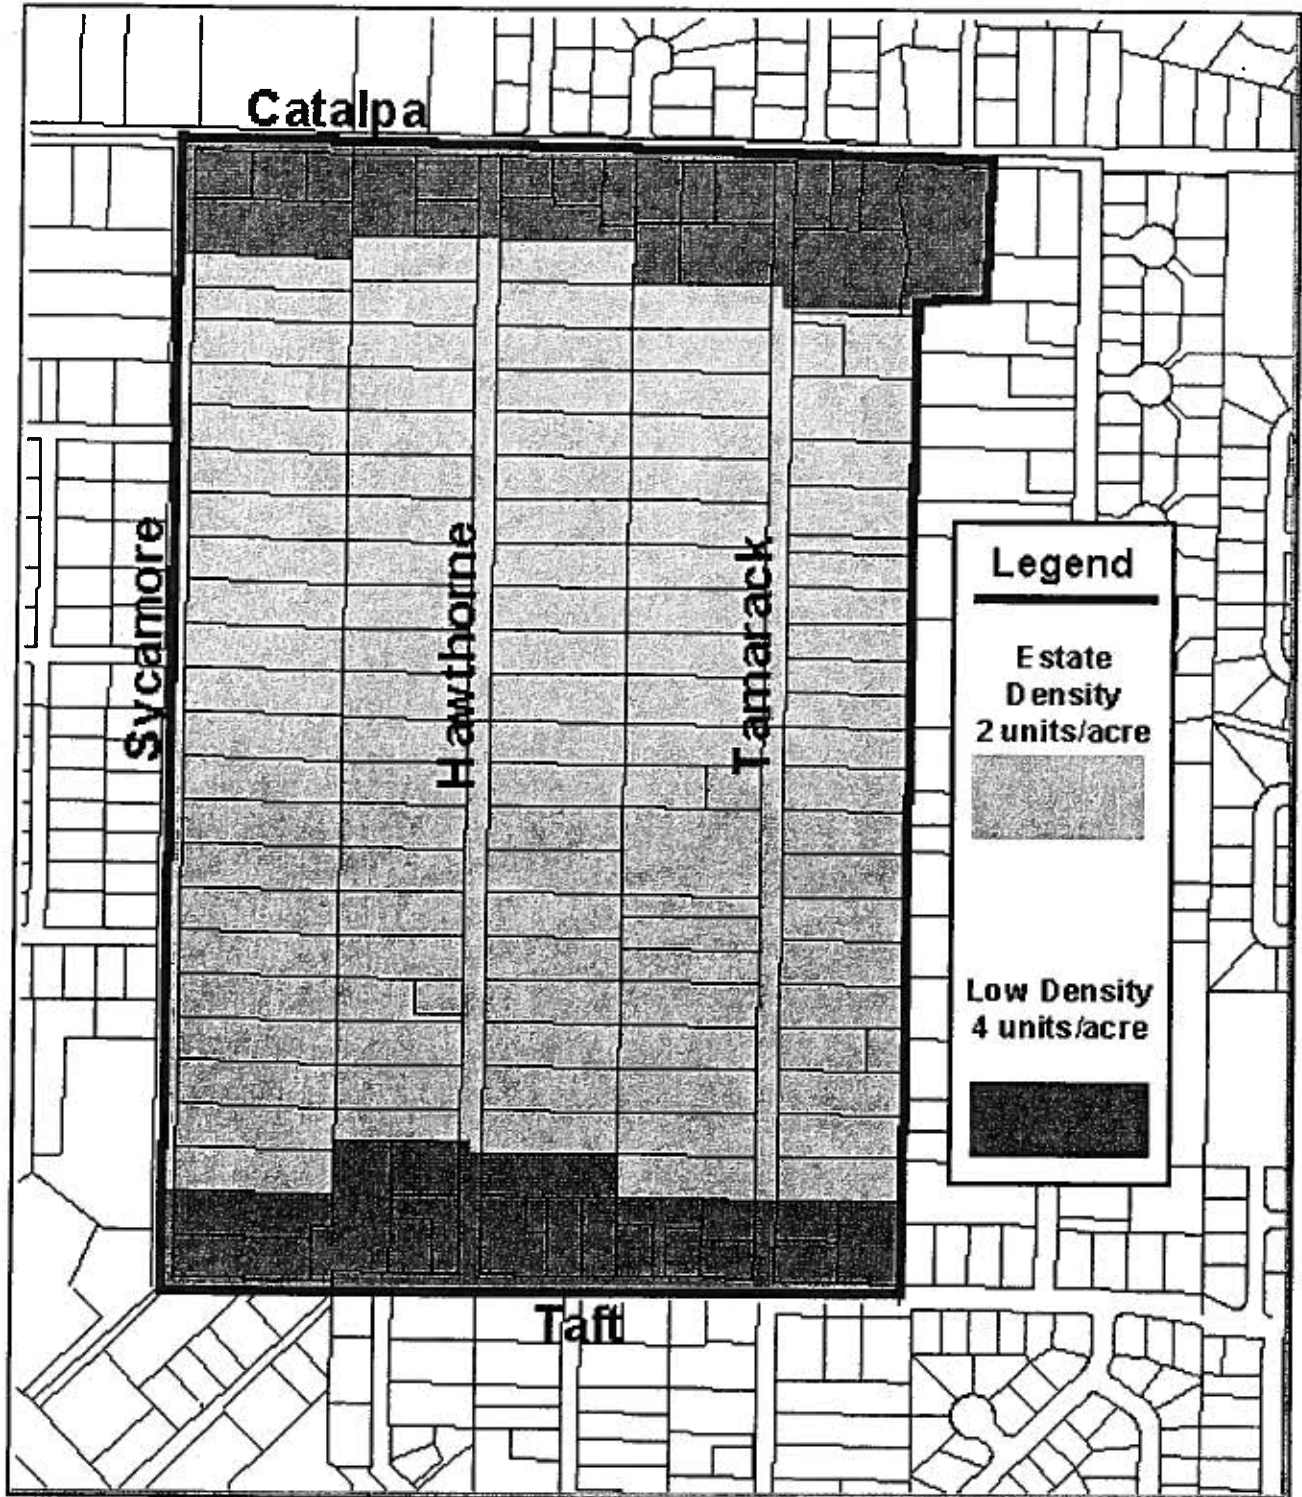 Catalpa
Sycamore
Hawthorne
Tamarack
Taft
Legend
Estate
Density
2 units/acre
Low Density
4 units/acre